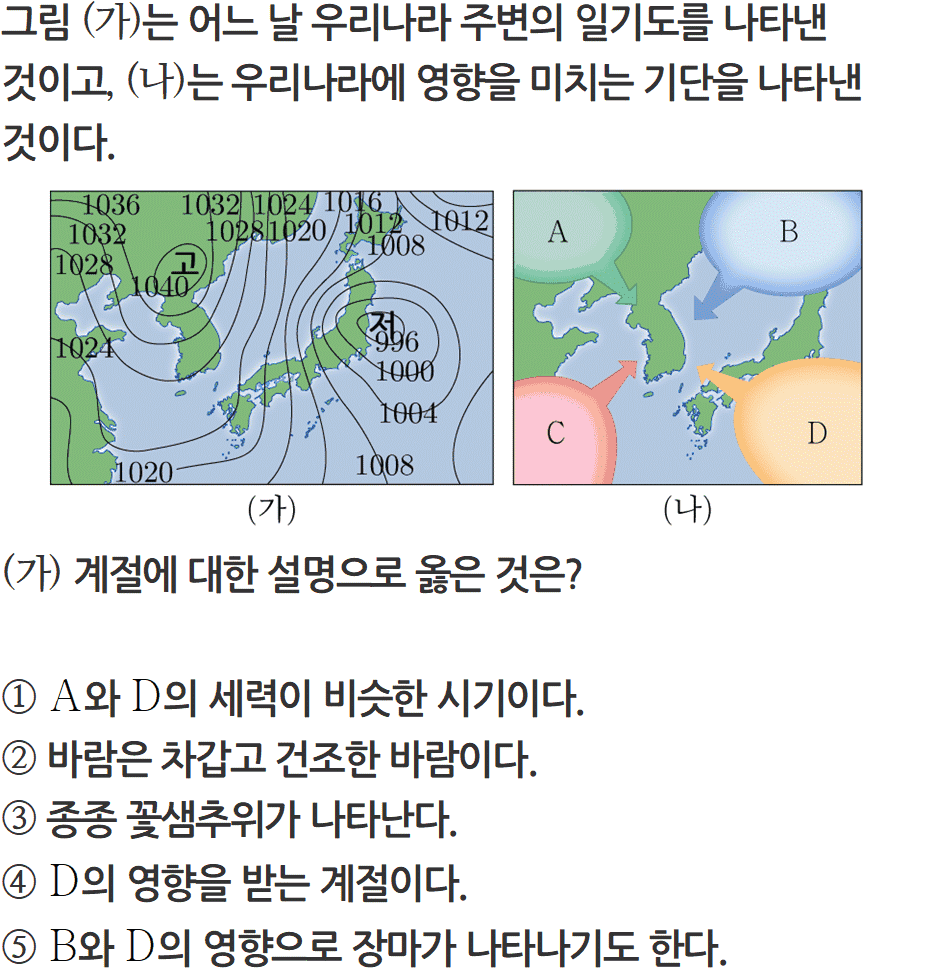 그림 (가)는 어느 날 우리나라 주변의 일기도를 나타낸
것이고, (나)는 우리나라에 영향을 미치는 기단을 나타낸
것이다.
1036 1032 1024 1016 1012
1032 1028 1020 1012
1028 고 1008
1040
저
1024 996
1000
1004
1020 1008
A B
C D
(가) (나)
(가) 계절에 대한 설명으로 옳은 것은?
① A와 D의 세력이 비슷한 시기이다.
② 바람은 차갑고 건조한 바람이다.
③ 종종 꽃샘추위가 나타난다.
④ D의 영향을 받는 계절이다.
⑤ B와 D의 영향으로 장마가 나타나기도 한다.